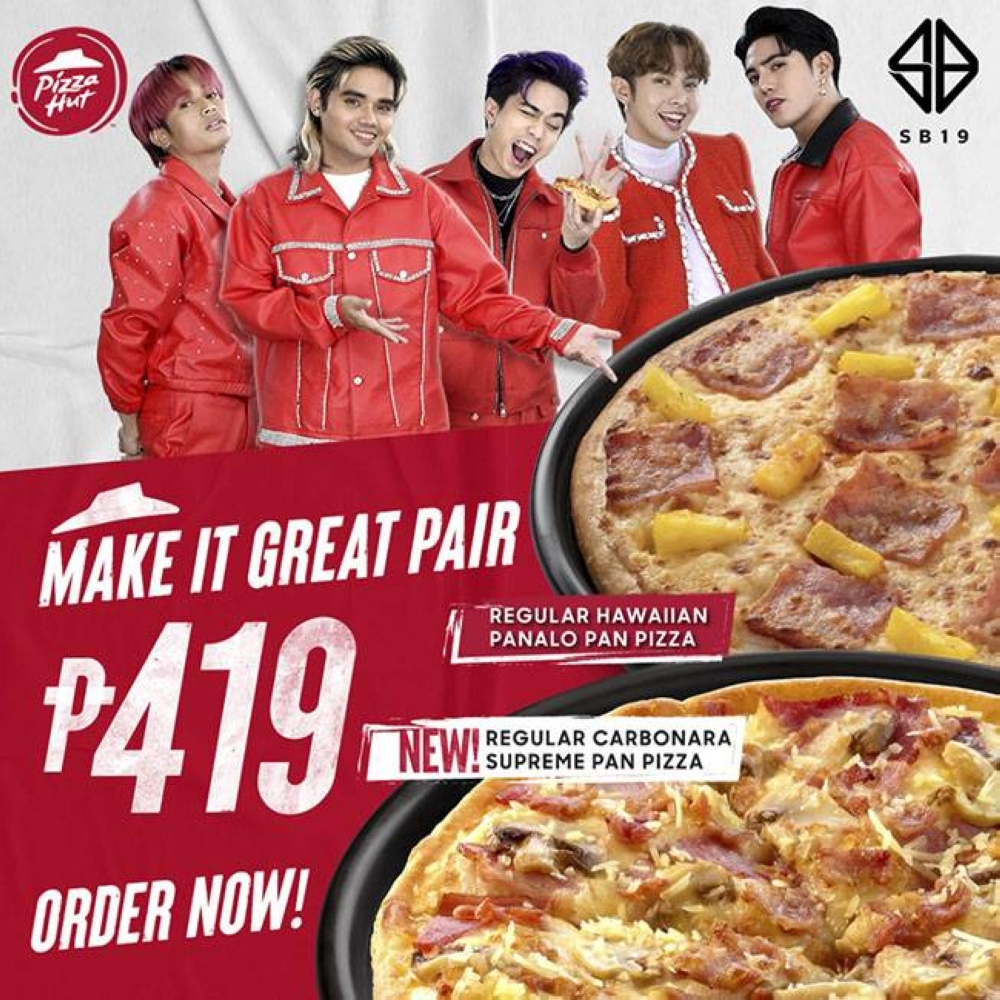 Pizza
Hut
SB19
MAKE IT GREAT PAIR
₱419
REGULAR HAWAIIAN
PANALO PAN PIZZA
NEW! REGULAR CARBONARA
SUPREME PAN PIZZA
ORDER NOW!